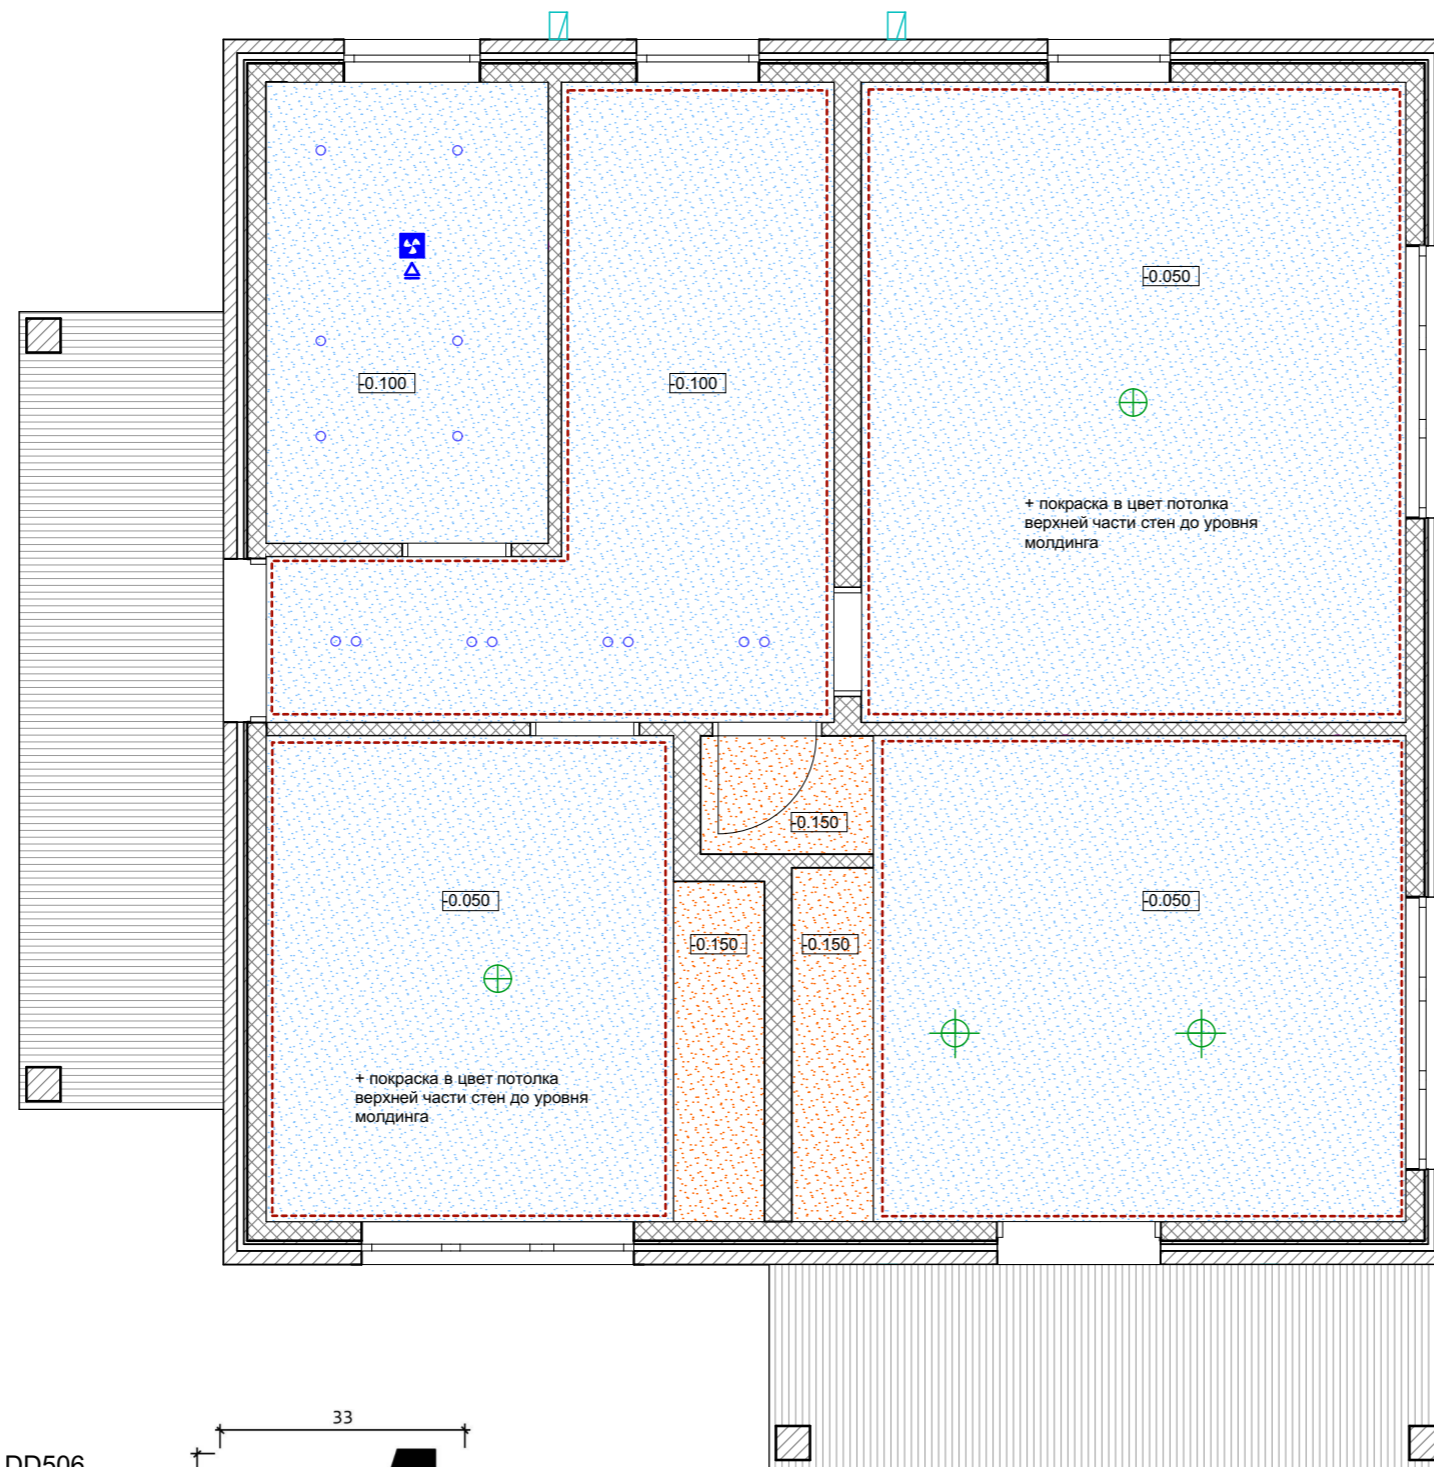 -0.050
-0.100
-0.100
+ покраска в цвет потолка
верхней части стен до уровня
молдинга
-0.150
-0.050
-0.050
-0.150
-0.150
+ покраска в цвет потолка
верхней части стен до уровня
молдинга
33
DD506